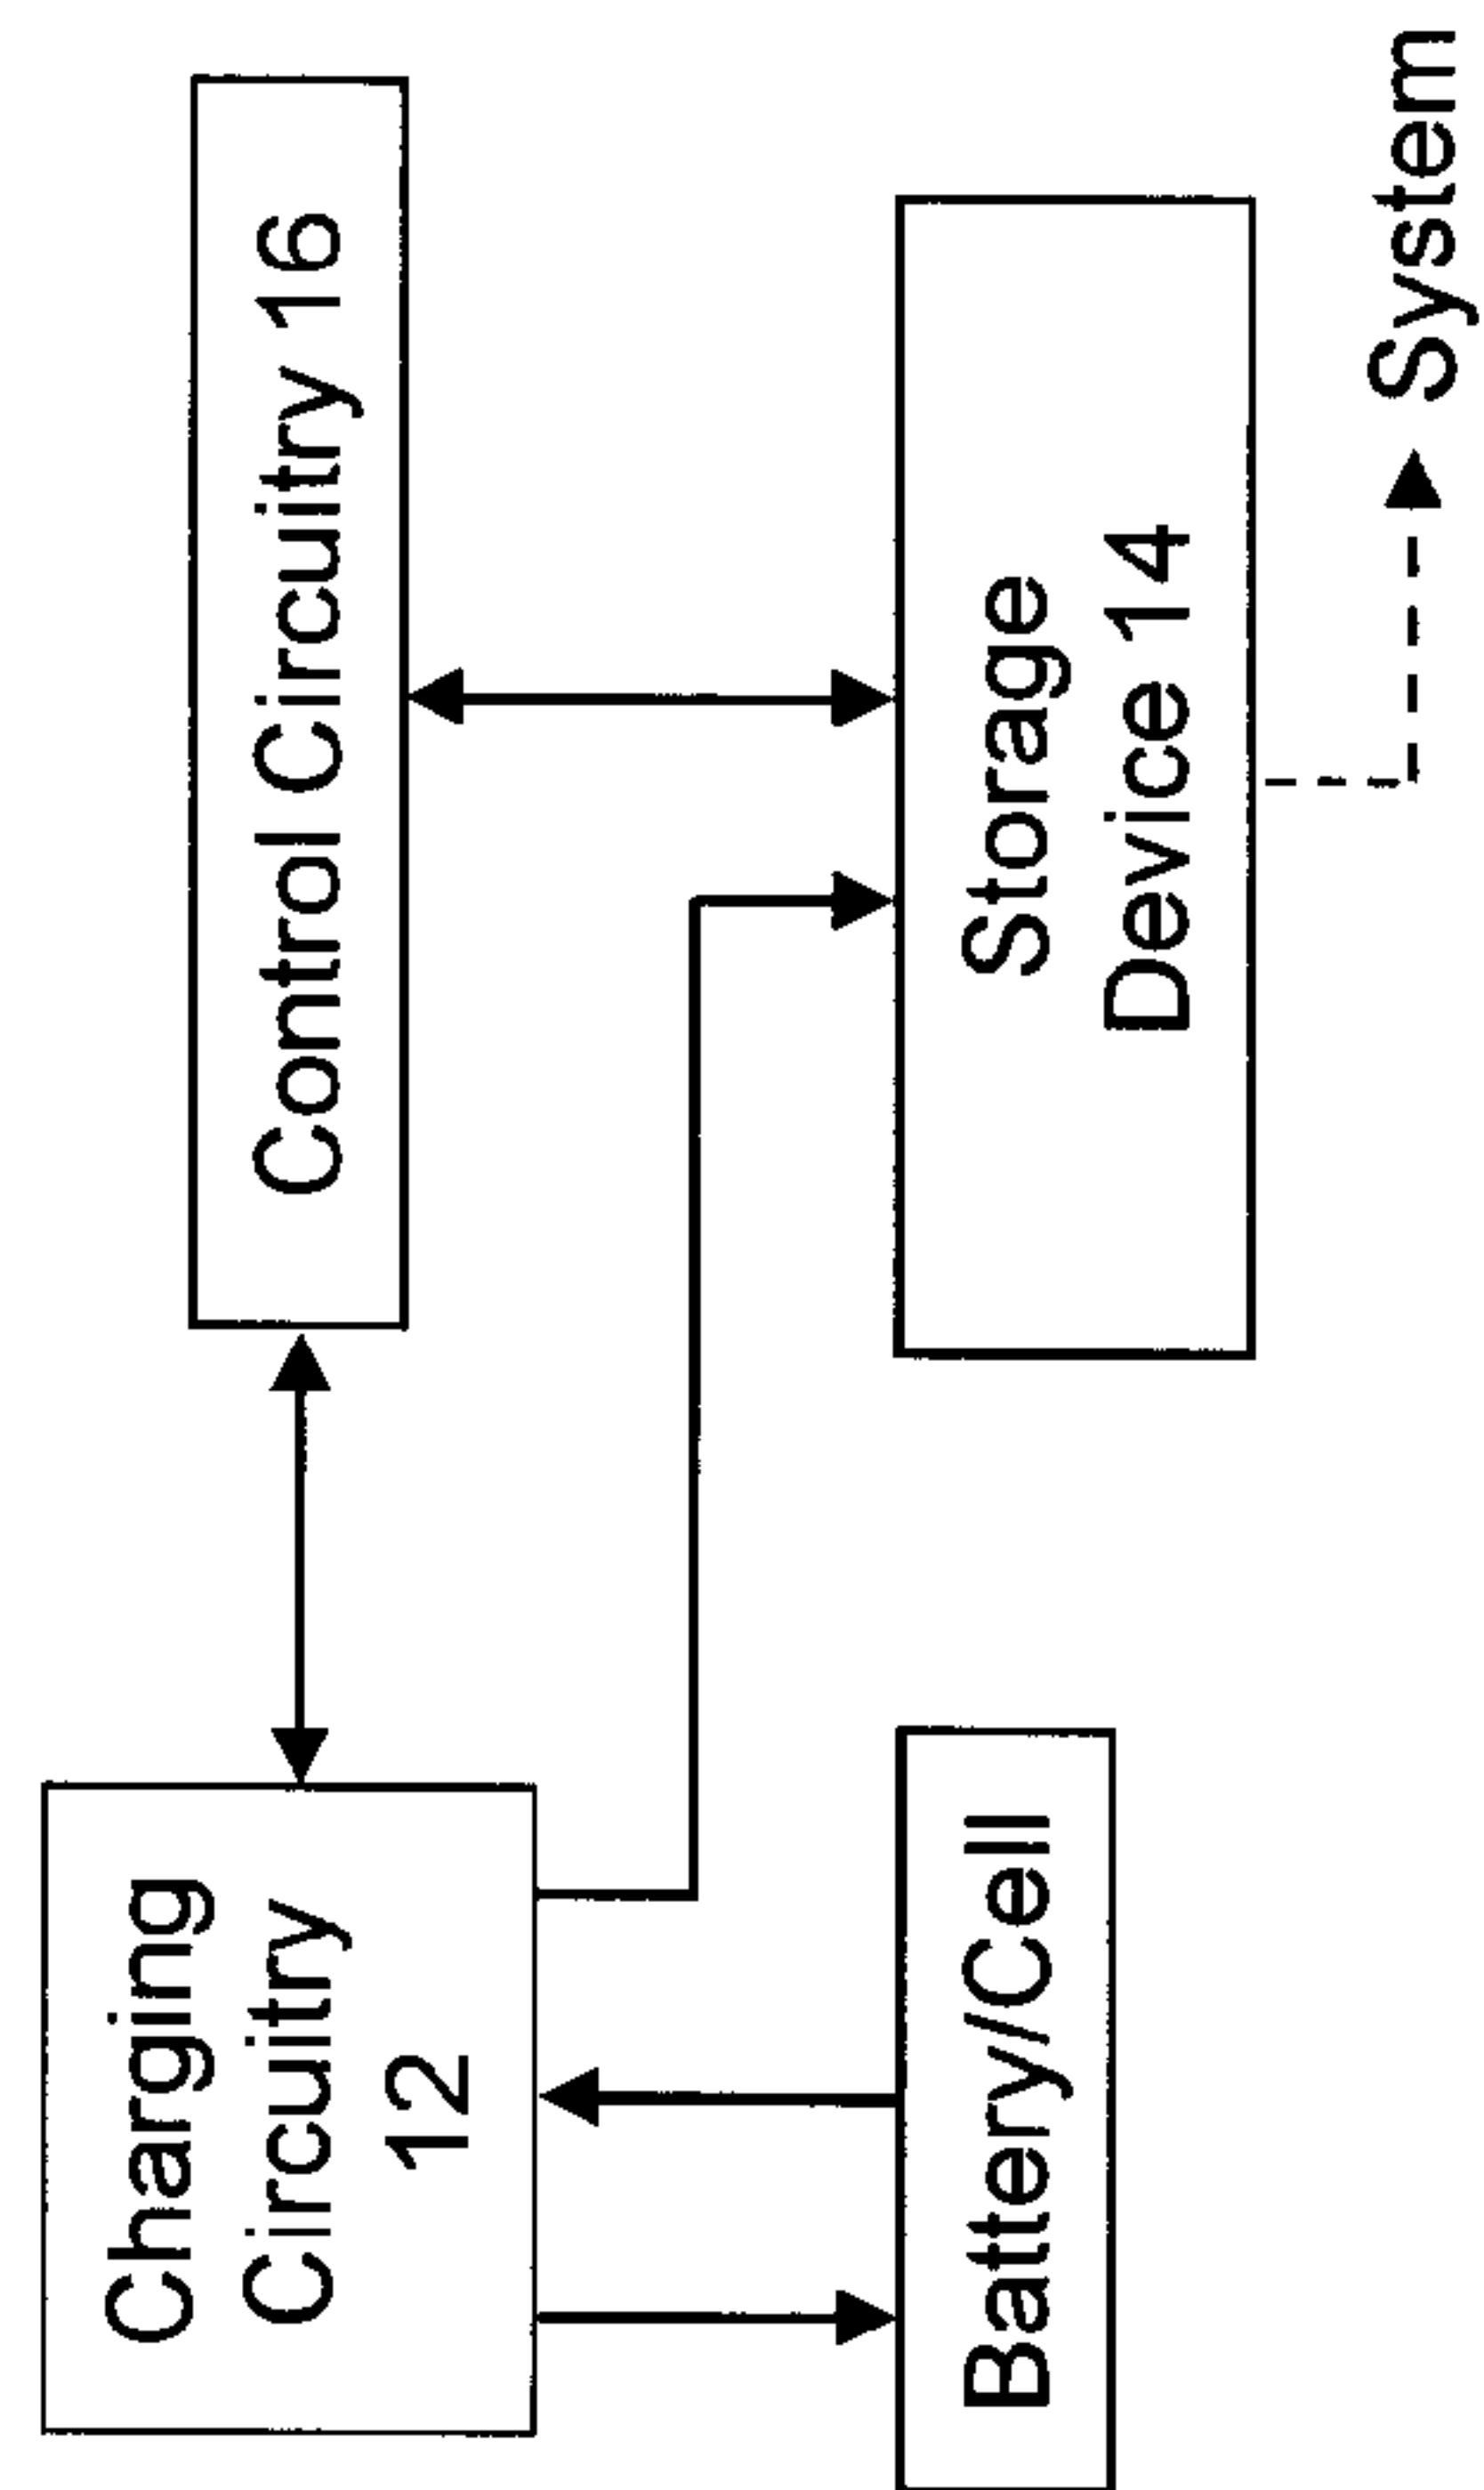 Charging
Circuitry
12
Control Circuitry 16
Battery/Cell
Storage
Device 14
System